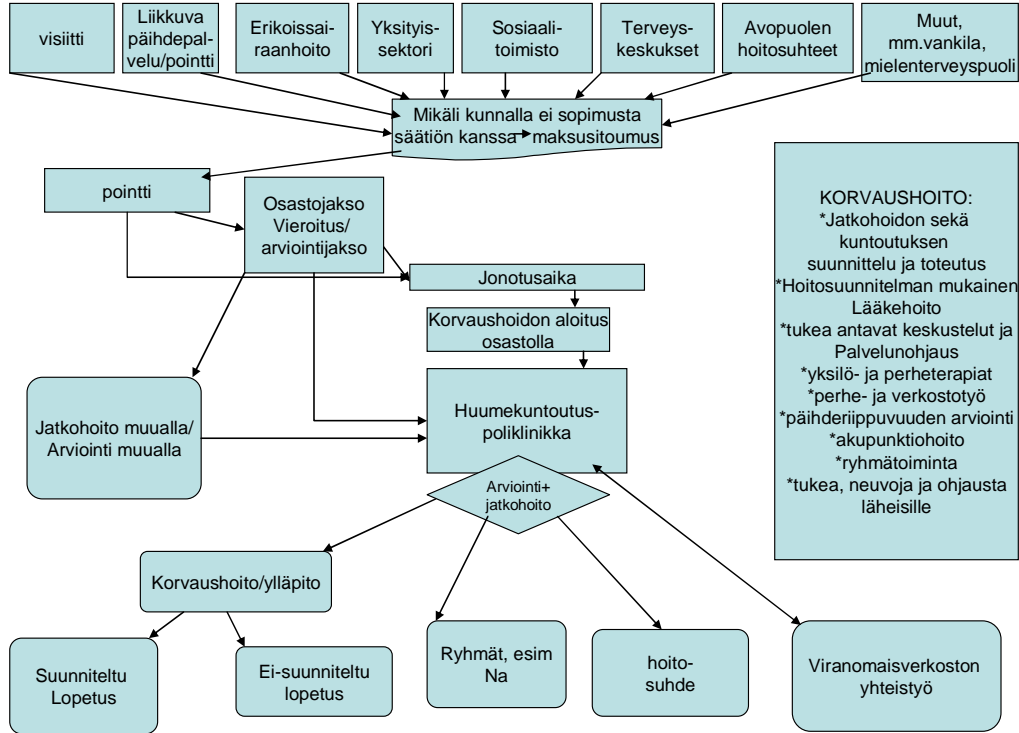 visiitti
Liikkuva
päihdepal-
velu/pointti
Erikoissai-
raanhoito
Yksityis-
sektori
Sosiaali-
toimisto
Terveys-
keskukset
Avopuolen
hoitosuhteet
Muut,
mm.vankila,
mielenterveyspuoli
Mikäli kunnalla ei sopimusta
säätiön kanssa maksusitoumus
pointti
Osastojakso
Vieroitus/
arviointijakso
Jonotusaika
Korvaushoidon aloitus
osastolla
Jatkohoito muualla/
Arviointi muualla
Huumekuntoutus-
poliklinikka
Arviointi+
jatkohoito
KORVAUSHOITO:
*Jatkohoidon sekä
kuntoutuksen
suunnittelu ja toteutus
*Hoitosuunnitelman mukainen
Lääkehoito
*tukea antavat keskustelut ja
Palvelunohjaus
*yksilö- ja perheterapiat
*perhe- ja verkostotyö
*päihderiippuvuuden arviointi
*akupunktiohoito
*ryhmätoiminta
*tukea, neuvoja ja ohjausta
läheisille
Korvaushoito/ylläpito
Suunniteltu
Lopetus
Ei-suunniteltu
lopetus
Ryhmät, esim
Na
hoito-
suhde
Viranomaisverkoston
yhteistyö